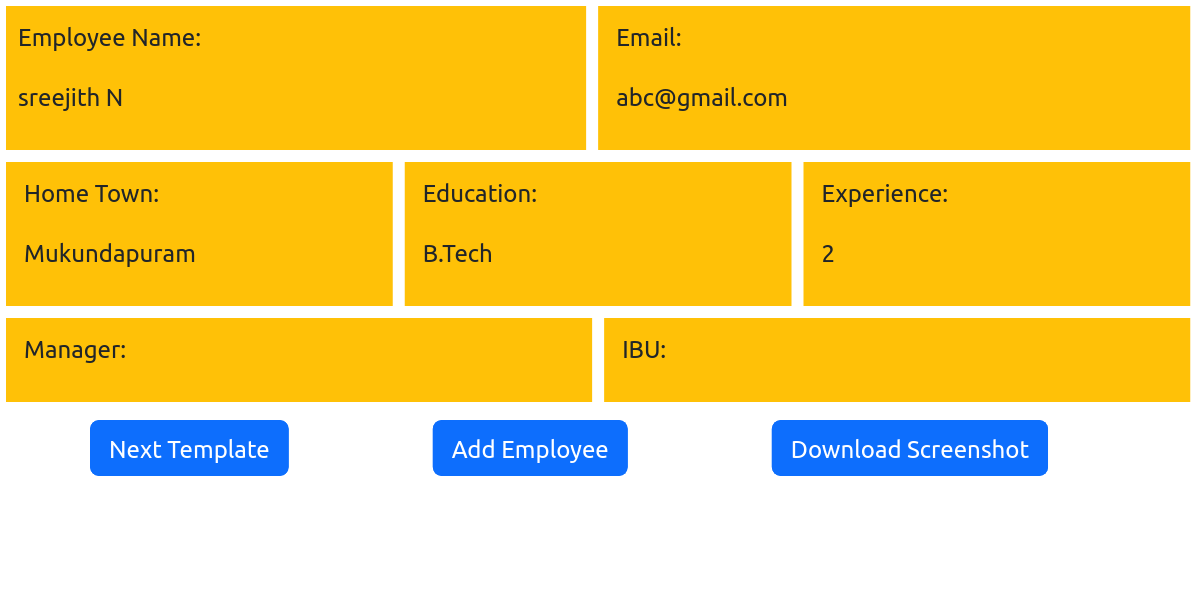 Employee Name:
Email:
sreejith N
abc@gmail.com
Home Town:
Education:
Experience:
Mukundapuram
B.Tech
2
Manager:
IBU:
Next Template
Add Employee
Download Screenshot